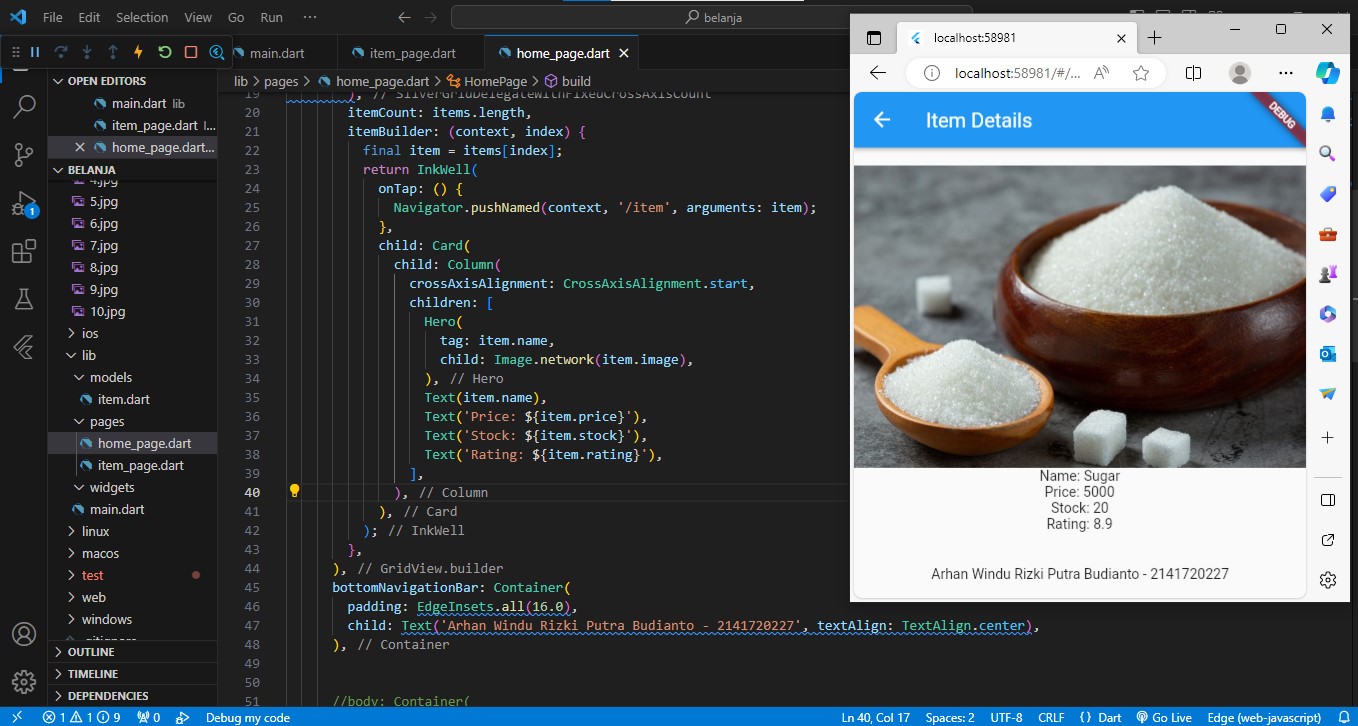 File Edit Selection View Go Run ···
belanja
main.dart
item_page.dart
home_page.dart
OPEN EDITORS
main.dart lib
item_page.dart l...
home_page.dart...
BELANJA
4.jpg
5.jpg
6.jpg
7.jpg
8.jpg
9.jpg
10.jpg
ios
lib
models
item.dart
pages
home_page.dart
item_page.dart
widgets
main.dart
linux
macos
test
web
windows
.gitignore
OUTLINE
TIMELINE
DEPENDENCIES
1
lib > pages > home_page.dart > HomePage > build
19 ), // SliverGridDelegateWithFixedCrossAxisCount
20 itemCount: items.length,
21 itemBuilder: (context, index) {
22 final item = items[index];
23 return InkWell(
24 onTap: () {
25 Navigator.pushNamed(context, '/item', arguments: item);
26 },
27 child: Card(
28 child: Column(
29 crossAxisAlignment: CrossAxisAlignment.start,
30 children: [
31 Hero(
32 tag: item.name,
33 child: Image.network(item.image),
34 ), // Hero
35 Text(item.name),
36 Text('Price: ${item.price}'),
37 Text('Stock: ${item.stock}'),
38 Text('Rating: ${item.rating}'),
39 ],
40 ), // Column
41 ), // Card
42 ); // InkWell
43 },
44 ), // GridView.builder
45 bottomNavigationBar: Container(
46 padding: EdgeInsets.all(16.0),
47 child: Text('Arhan Windu Rizki Putra Budianto - 2141720227', textAlign: TextAlign.center),
48 ), // Container
49
50
51 //body: Container(
localhost:58981
localhost:58981/#/...
Item Details
DEBUG
Name: Sugar
Price: 5000
Stock: 20
Rating: 8.9
Arhan Windu Rizki Putra Budianto - 2141720227
1 1 9 0 Debug my code
Ln 40, Col 17 Spaces: 2 UTF-8 CRLF {} Dart Go Live Edge (web-javascript)